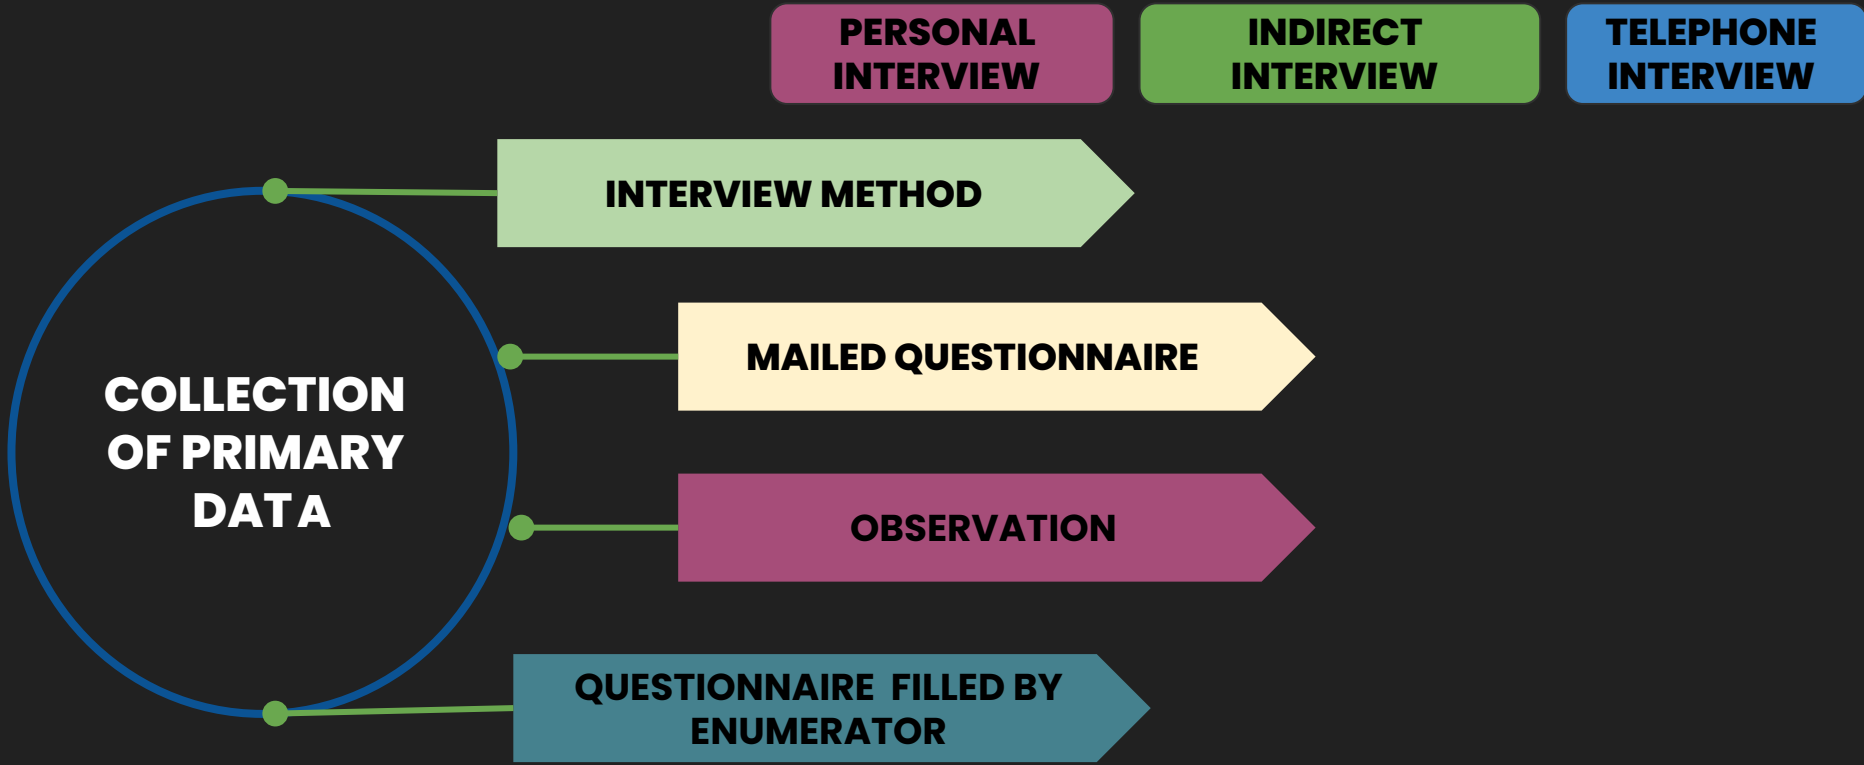 PERSONAL
INTERVIEW
INDIRECT
INTERVIEW
TELEPHONE
INTERVIEW
INTERVIEW METHOD
MAILED QUESTIONNAIRE
COLLECTION
OF PRIMARY
DATA
OBSERVATION
QUESTIONNAIRE FILLED BY
ENUMERATOR